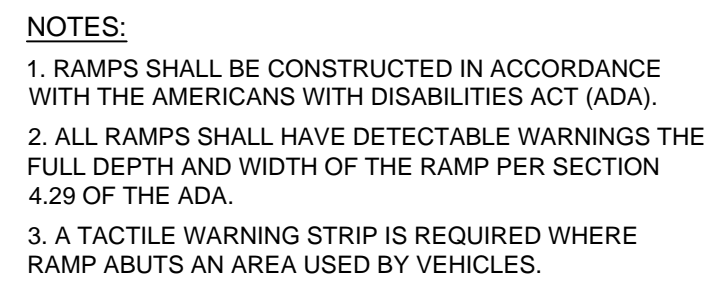 NOTES:
1. RAMPS SHALL BE CONSTRUCTED IN ACCORDANCE
WITH THE AMERICANS WITH DISABILITIES ACT (ADA).
2. ALL RAMPS SHALL HAVE DETECTABLE WARNINGS THE
FULL DEPTH AND WIDTH OF THE RAMP PER SECTION
4.29 OF THE ADA.
3. A TACTILE WARNING STRIP IS REQUIRED WHERE
RAMP ABUTS AN AREA USED BY VEHICLES.